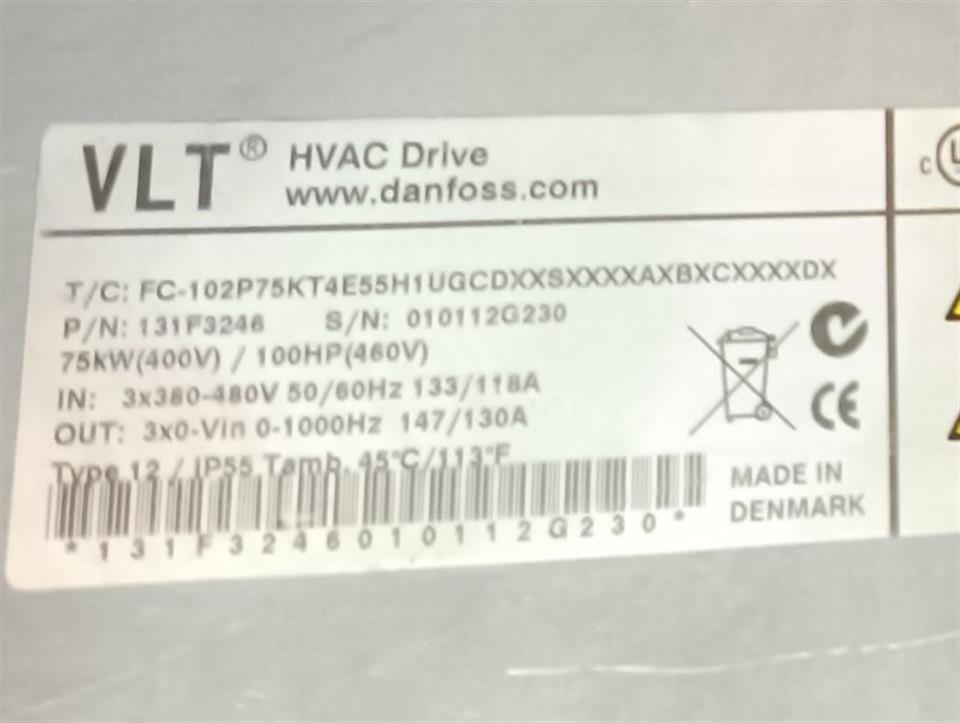 VLT® HVAC Drive
www.danfoss.com
T/C: FC-102P75KT4E55H1UGCDXXSXXXXAXBXCXXXXDX
P/N: 131F3246 S/N: 010112G230
75kW(400V) / 100HP(460V)
IN: 3x380-480V 50/60Hz 133/118A
OUT: 3x0-Vin 0-1000Hz 147/130A
Type 12 / IP55 Tamb. 45°C/113°F
*131F3246010112G230*
MADE IN
DENMARK
CE
c